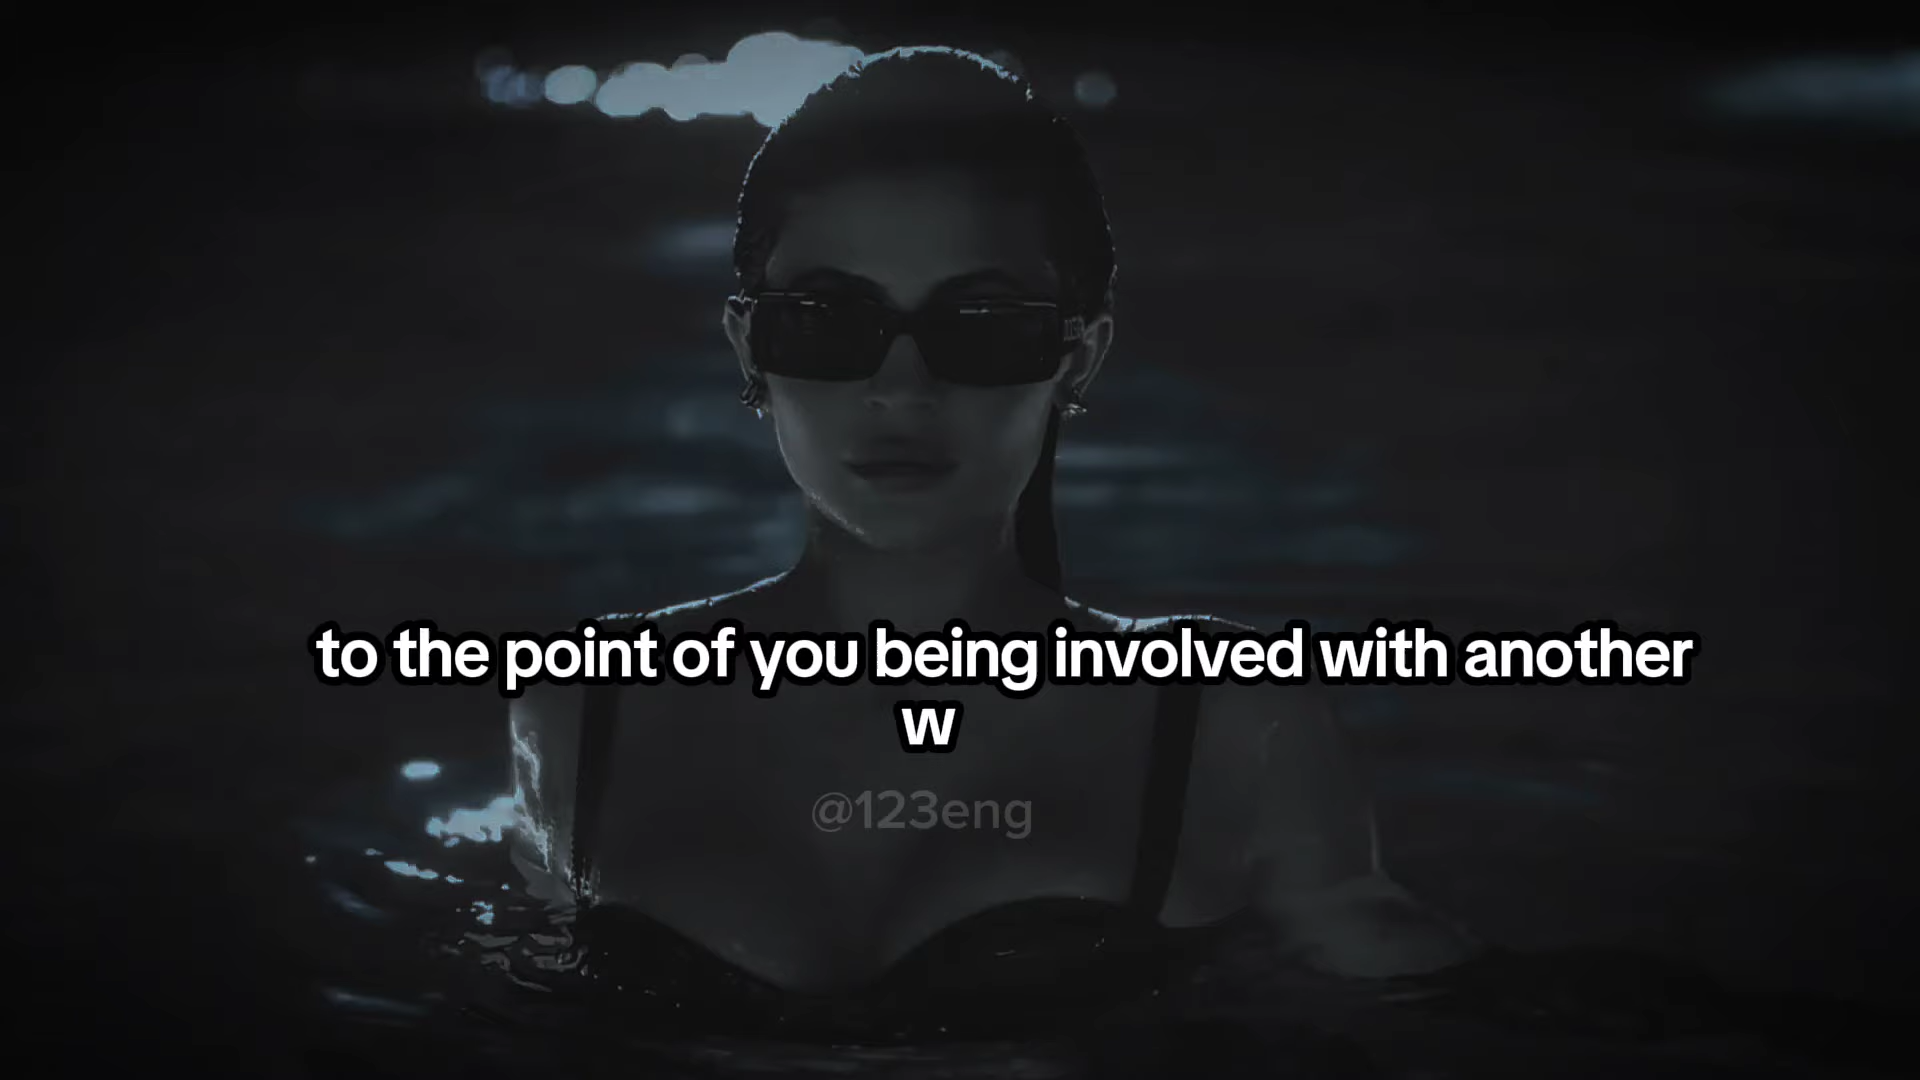 to the point of you being involved with another
w
@123eng